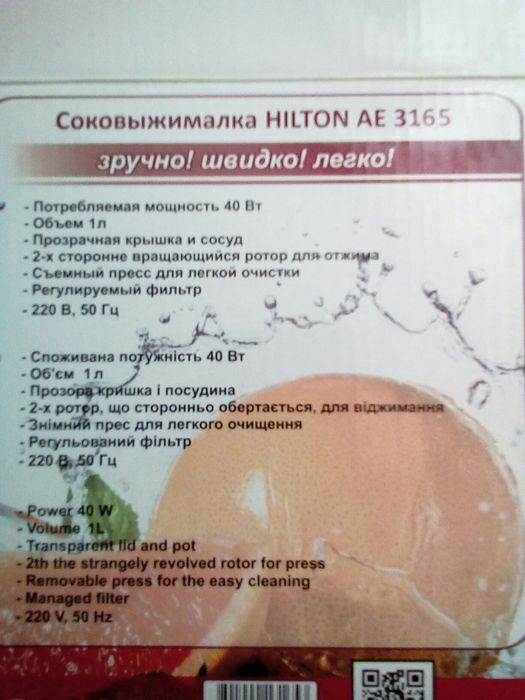 Соковыжималка HILTON AE 3165
зручно! швидко! легко!
- Потребляемая мощность 40 Вт
- Объем 1л
- Прозрачная крышка и сосуд
- 2-х сторонне вращающийся ротор для отжима
- Съемный пресс для легкой очистки
- Регулируемый фильтр
- 220 В, 50 Гц
- Споживана потужність 40 Вт
- Об'єм 1л
- Прозора кришка і посудина
- 2-х ротор, що сторонньо обертається, для віджимання
- Знімний прес для легкого очищення
- Регульований фільтр
- 220 В, 50 Гц
- Power 40 W
- Volume 1L
- Transparent lid and pot
- 2th the strangely revolved rotor for press
- Removable press for the easy cleaning
- Managed filter
- 220 V, 50 Hz